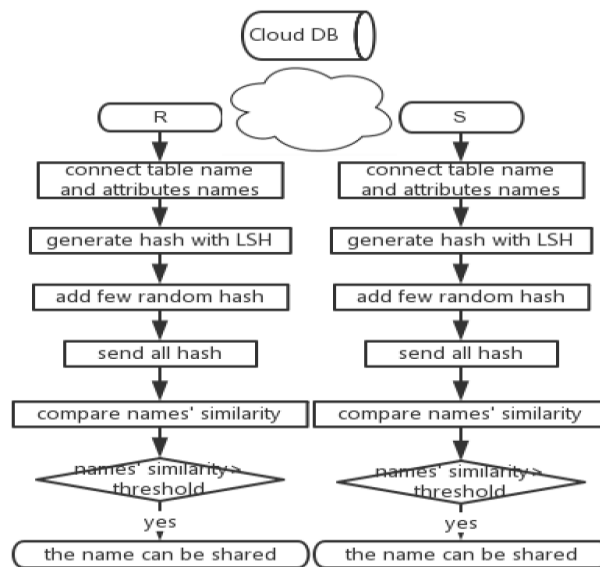 Cloud DB
R
S
connect table name
and attributes names
connect table name
and attributes names
generate hash with LSH
generate hash with LSH
add few random hash
add few random hash
send all hash
send all hash
compare names' similarity
compare names' similarity
names' similarity>
threshold
names' similarity>
threshold
yes
yes
the name can be shared
the name can be shared